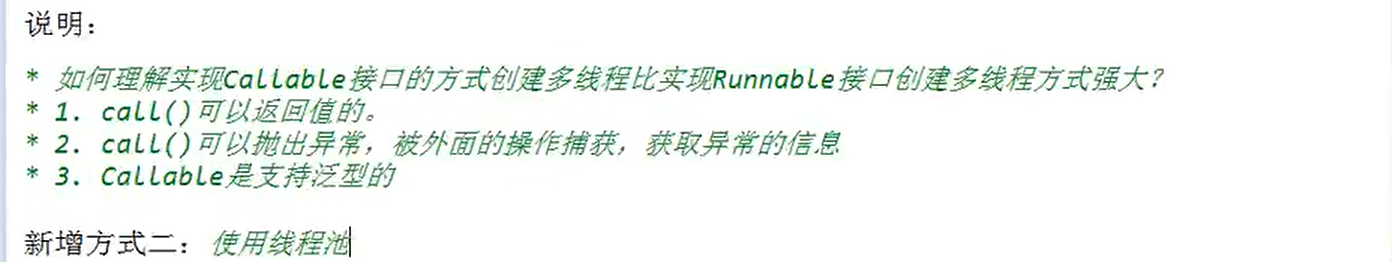 说明：
* 如何理解实现Callable接口的方式创建多线程比实现Runnable接口创建多线程方式强大？
* 1. call()可以返回值的。
* 2. call()可以抛出异常，被外面的操作捕获，获取异常的信息
* 3. Callable是支持泛型的
新增方式二：使用线程池